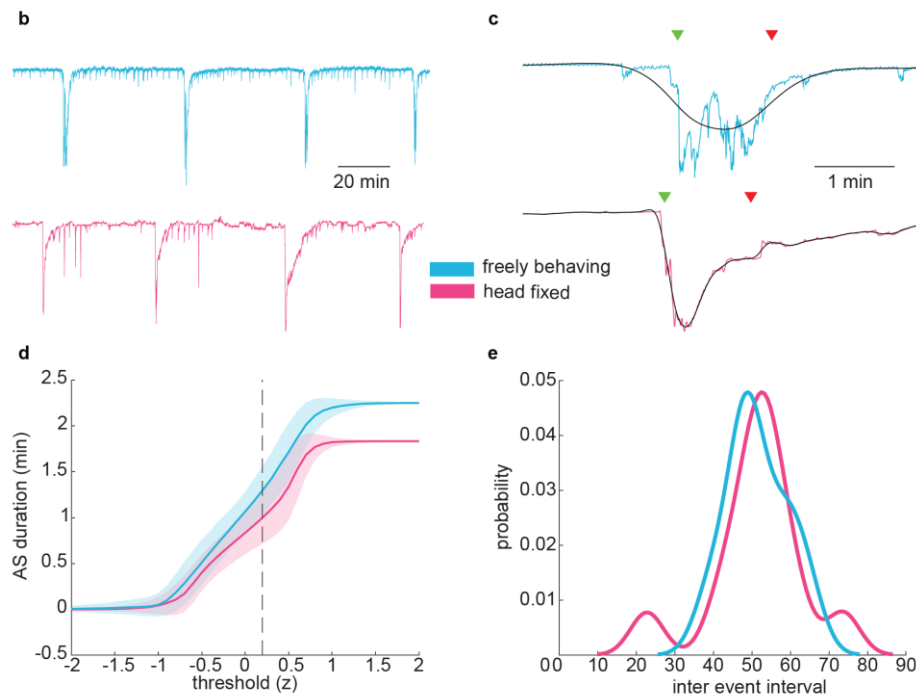 b
c
20 min
1 min
freely behaving
head fixed
d
e
2.5
2
1.5
1
0.5
0
-0.5
AS duration (min)
-2 -1.5 -1 -0.5 0 0.5 1 1.5 2
threshold (z)
0.05
0.04
0.03
0.02
0.01
probability
0 0 10 20 30 40 50 60 70 80 90
inter event interval